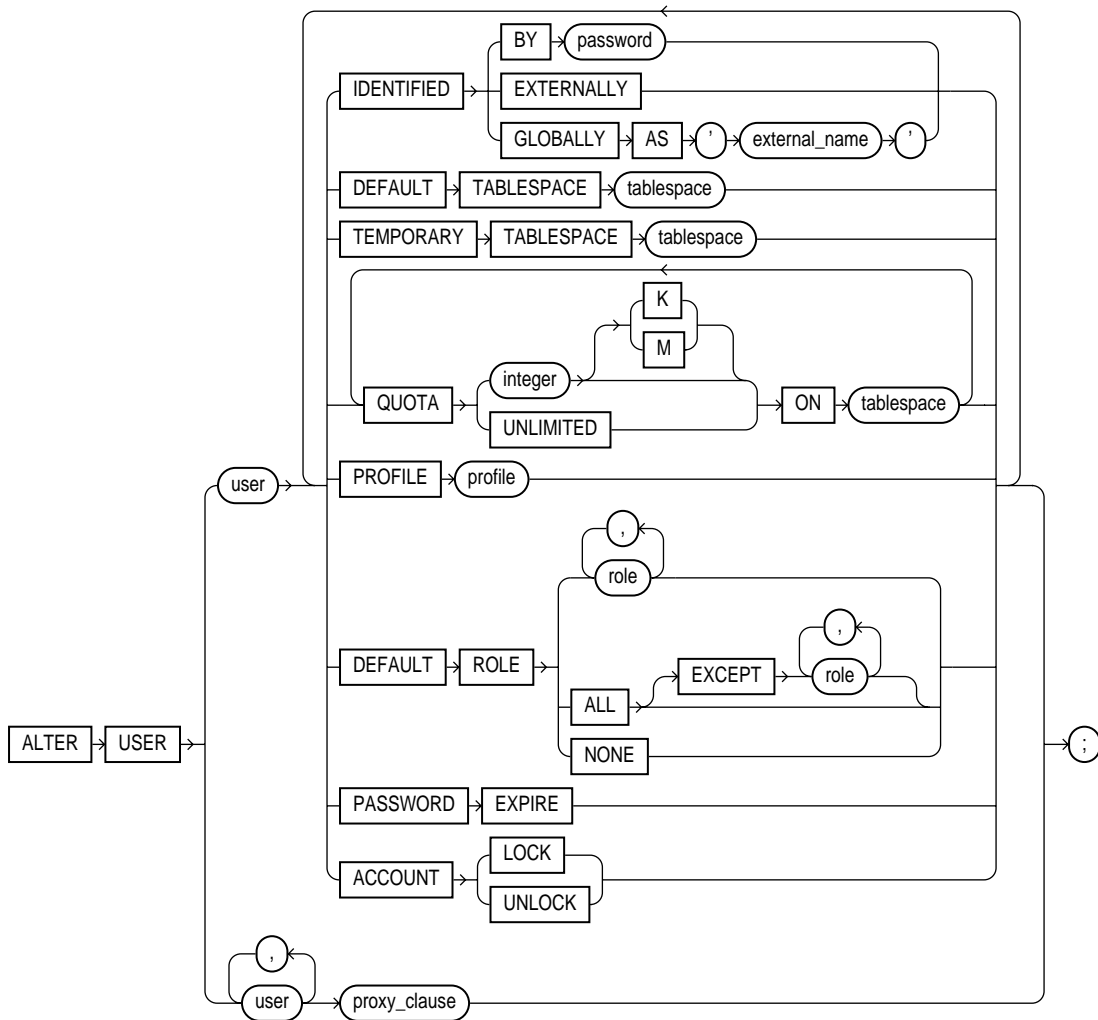 BY password
IDENTIFIED EXTERNALLY
GLOBALLY AS ' external_name '
DEFAULT TABLESPACE tablespace
TEMPORARY TABLESPACE tablespace
K
M
integer
QUOTA ON tablespace
UNLIMITED
user PROFILE profile
,
role
,
DEFAULT ROLE EXCEPT role
ALL
ALTER USER NONE ;
PASSWORD EXPIRE
LOCK
ACCOUNT
UNLOCK
,
user proxy_clause